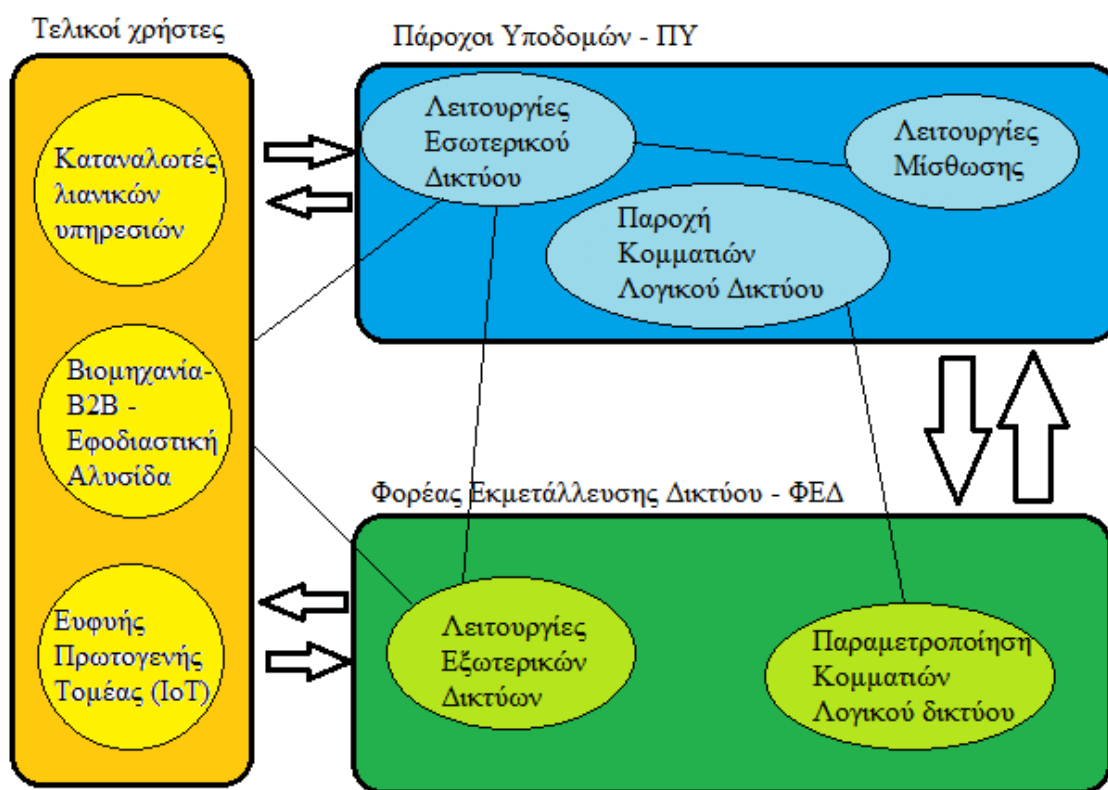 Τελικοί χρήστες
Καταναλωτές
λιανικών
υπηρεσιών
Βιομηχανία-
B2B -
Εφοδιαστική
Αλυσίδα
Ευφυής
Πρωτογενής
Τομέας (IoT)
Πάροχοι Υποδομών - ΠΥ
Λειτουργίες
Εσωτερικού
Δικτύου
Λειτουργίες
Μίσθωσης
Παροχή
Κομματιών
Λογικού Δικτύου
Φορέας Εκμετάλλευσης Δικτύου - ΦΕΔ
Λειτουργίες
Εξωτερικών
Δικτύων
Παραμετροποίηση
Κομματιών
Λογικού δικτύου